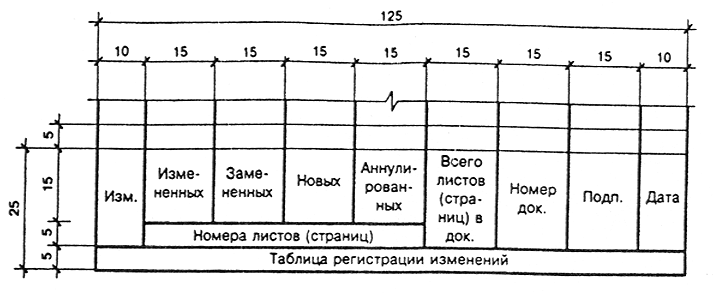 125
10 15 15 15 15 15 15 15 10
5
25
15
5
5
Изм.
Изме-
ненных
Заме-
ненных
Новых
Аннули-
рован-
ных
Всего
листов
(стра-
ниц) в
док.
Номер
док.
Подп.
Дата
Номера листов (страниц)
Таблица регистрации изменений